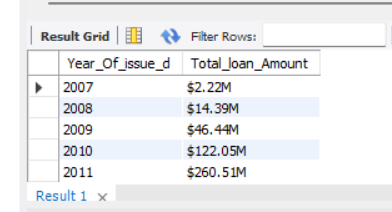 Result Grid Filter Rows:
Year_Of_issue_d Total_loan_Amount
2007 $2.22M
2008 $14.39M
2009 $46.44M
2010 $122.05M
2011 $260.51M
Result 1 ×